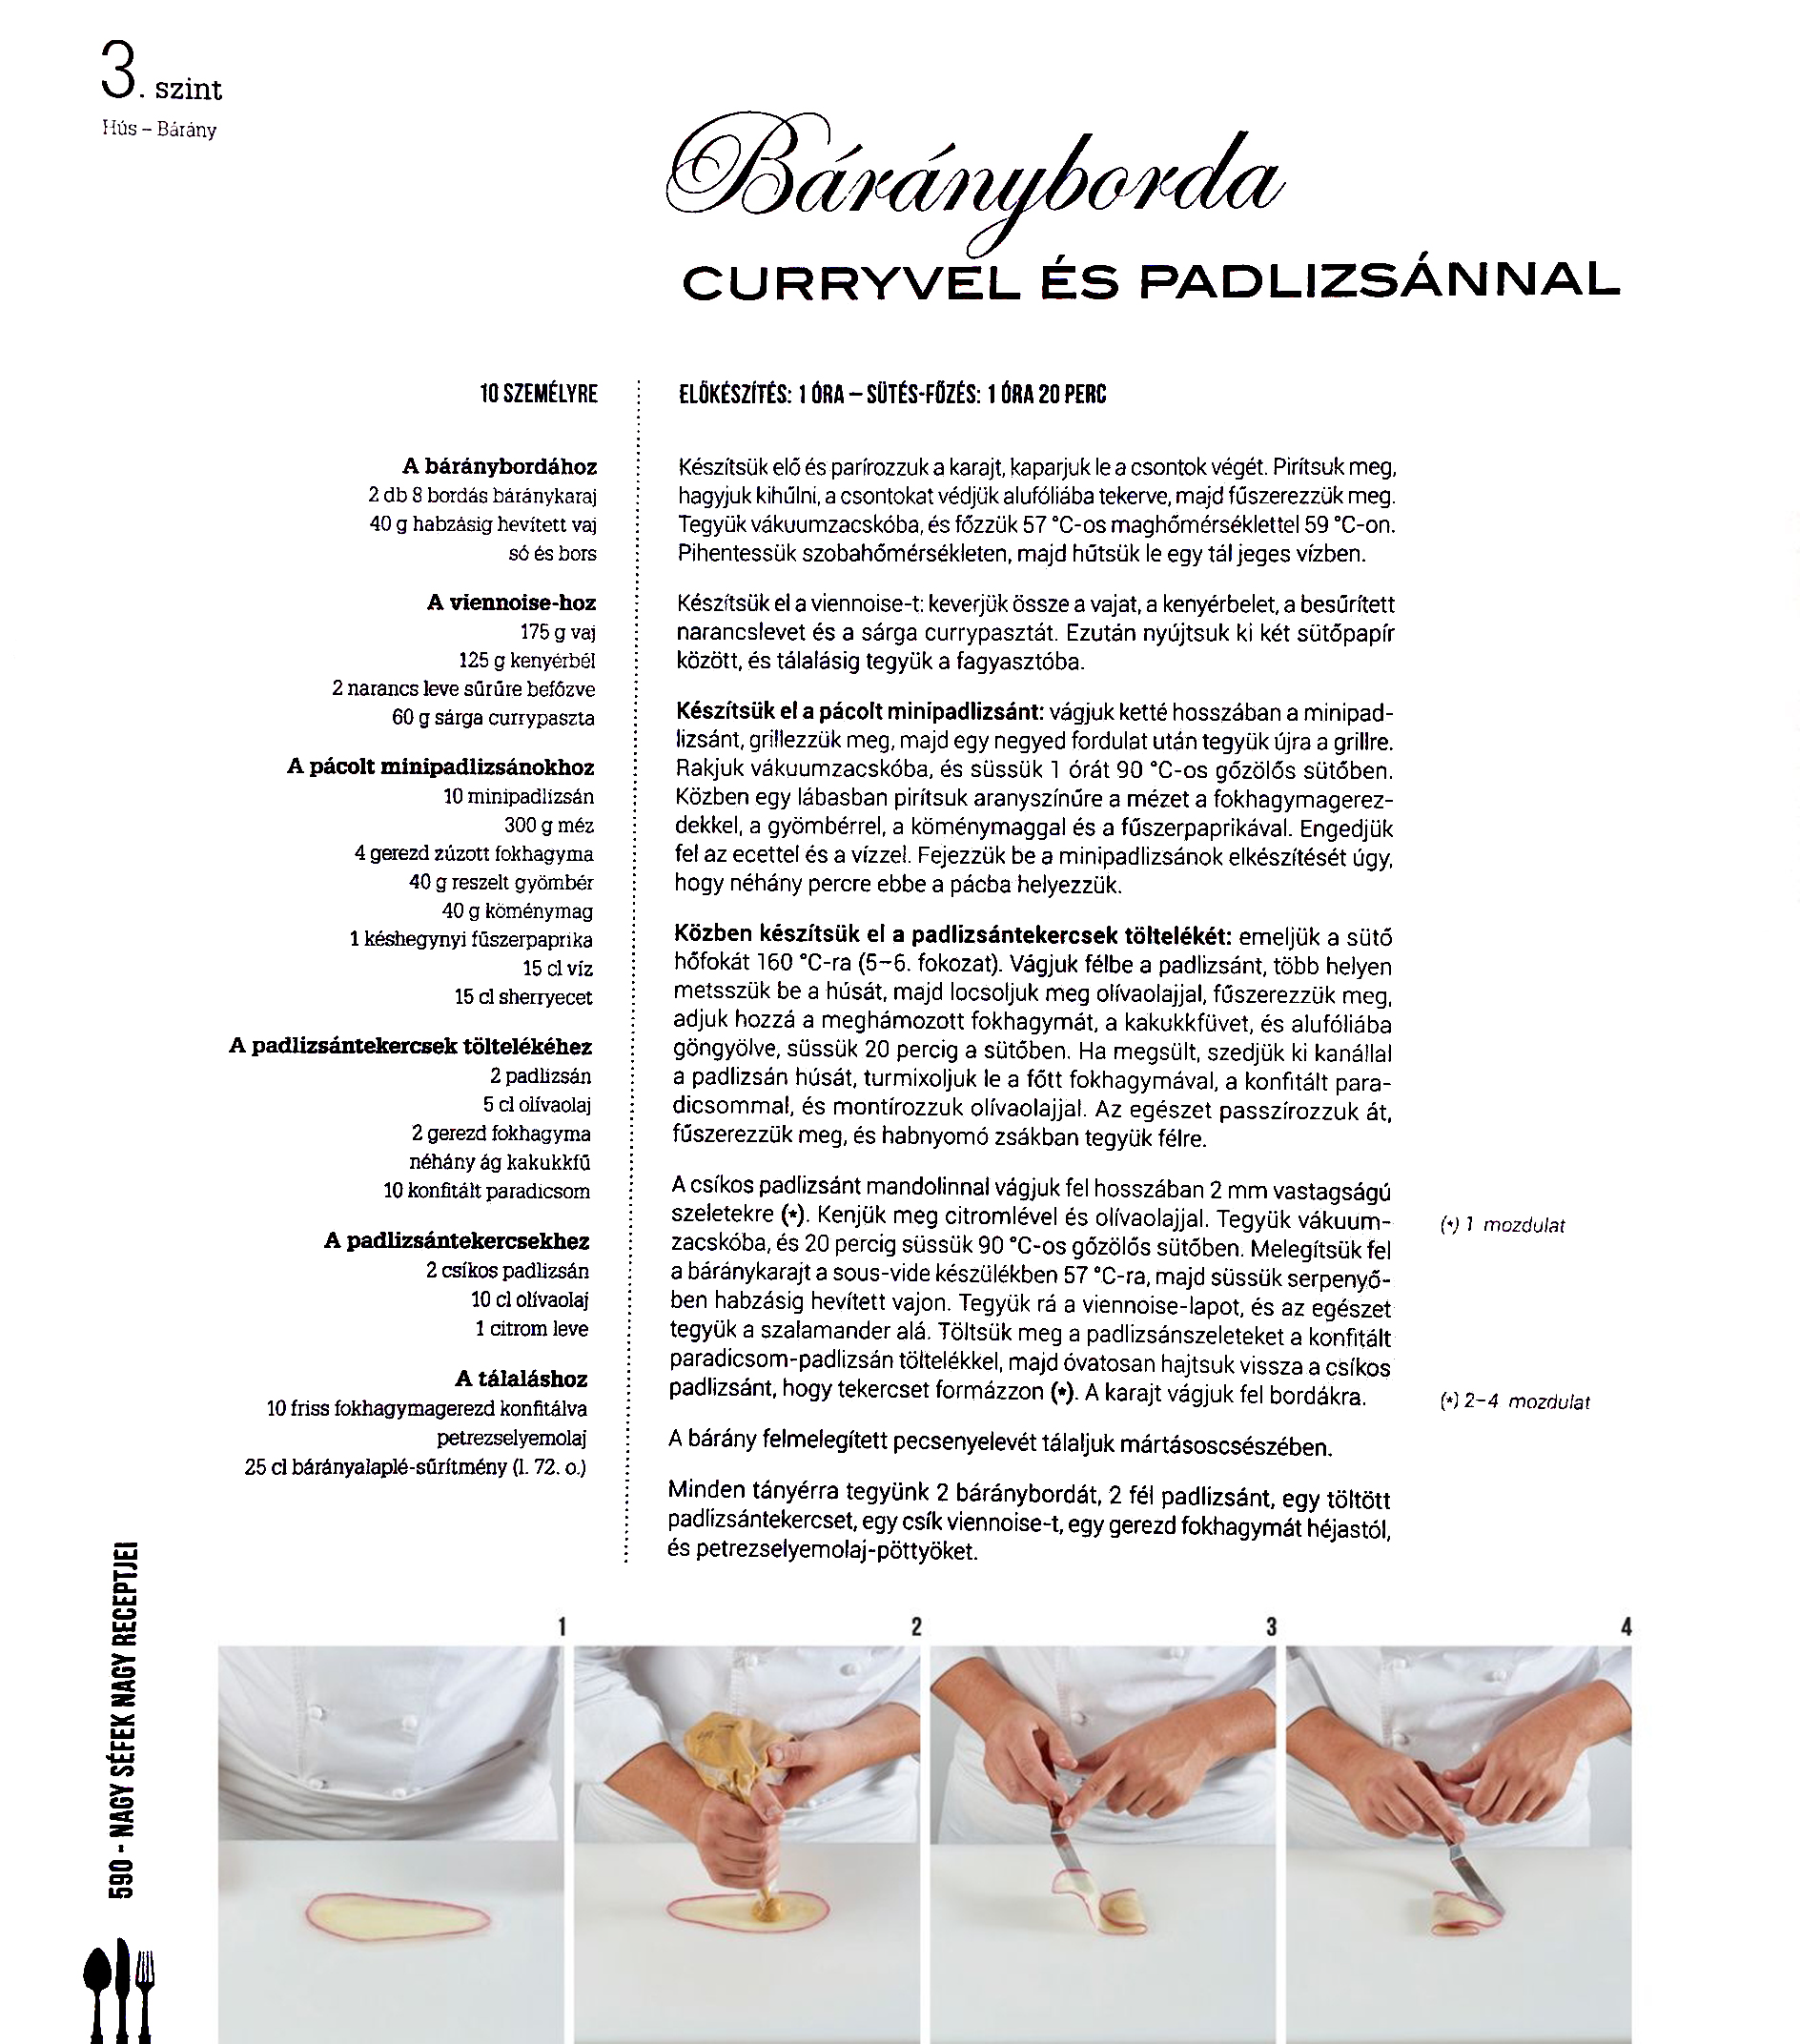 3. szint
Hús – Bárány
Báránybordа
CURRYVEL ÉS PADLIZSÁNNAL
10 SZEMÉLYRE
A báránybordához
2 db 8 bordás báránykaraj
40 g habzásig hevített vaj
só és bors
A viennoise-hoz
175 g vaj
125 g kenyérbél
2 narancs leve sűrűre befőzve
60 g sárga currypaszta
A pácolt minipadlizsánokhoz
10 minipadlizsán
300 g méz
4 gerezd zúzott fokhagyma
40 g reszelt gyömbér
40 g köménymag
1 késhegynyi fűszerpaprika
15 cl víz
15 cl sherryecet
A padlizsántekercsek töltelékéhez
2 padlizsán
5 cl olívaolaj
2 gerezd fokhagyma
néhány ág kakukkfű
10 konfitált paradicsom
A padlizsántekercsekhez
2 csíkos padlizsán
10 cl olívaolaj
1 citrom leve
A tálaláshoz
10 friss fokhagymagerezd konfitálva
petrezselyemolaj
25 cl bárányalaplé-sűrítmény (l. 72. o.)
ELŐKÉSZÍTÉS: 1 ÓRA – SÜTÉS-FŐZÉS: 1 ÓRA 20 PERC
Készítsük elő és parírozzuk a karajt, kaparjuk le a csontok végét. Pirítsuk meg,
hagyjuk kihűlni, a csontokat védjük alufóliába tekerve, majd fűszerezzük meg.
Tegyük vákuumzacskóba, és főzzük 57 °C-os maghőmérséklettel 59 °C-on.
Pihentessük szobahőmérsékleten, majd hűtsük le egy tál jeges vízben.
Készítsük el a viennoise-t: keverjük össze a vajat, a kenyérbelet, a besűrített
narancslevet és a sárga currypasztát. Ezután nyújtsuk ki két sütőpapír
között, és tálalásig tegyük a fagyasztóba.
Készítsük el a pácolt minipadlizsánt: vágjuk ketté hosszában a minipad-
lizsánt, grillezzük meg, majd egy negyed fordulat után tegyük újra a grillre.
Rakjuk vákuumzacskóba, és süssük 1 órát 90 °C-os gőzölős sütőben.
Közben egy lábasban pirítsuk aranyszínűre a mézet a fokhagymagerez-
dekkel, a gyömbérrel, a köménymaggal és a fűszerpaprikával. Engedjük
fel az ecettel és a vízzel. Fejezzük be a minipadlizsánok elkészítését úgy,
hogy néhány percre ebbe a pácba helyezzük.
Közben készítsük el a padlizsántekercsek töltelékét: emeljük a sütő
hőfokát 160 °C-ra (5–6. fokozat). Vágjuk félbe a padlizsánt, több helyen
metsszük be a húsát, majd locsoljuk meg olívaolajjal, fűszerezzük meg,
adjuk hozzá a meghámozott fokhagymát, a kakukkfüvet, és alufóliába
göngyölve, süssük 20 percig a sütőben. Ha megsült, szedjük ki kanállal
a padlizsán húsát, turmixoljuk le a főtt fokhagymával, a konfitált para-
dicsommal, és montírozzuk olívaolajjal. Az egészet passzírozzuk át,
fűszerezzük meg, és habnyomó zsákban tegyük félre.
A csíkos padlizsánt mandolinnal vágjuk fel hosszában 2 mm vastagságú
szeletekre (*). Kenjük meg citromlével és olívaolajjal. Tegyük vákuum-
zacskóba, és 20 percig süssük 90 °C-os gőzölős sütőben. Melegítsük fel
a báránykarajt a sous-vide készülékben 57 °C-ra, majd süssük serpenyő-
ben habzásig hevített vajon. Tegyük rá a viennoise-lapot, és az egészet
tegyük a szalamander alá. Töltsük meg a padlizsánszeleteket a konfitált
paradicsom-padlizsán töltelékkel, majd óvatosan hajtsuk vissza a csíkos
padlizsánt, hogy tekercset formázzon (*). A karajt vágjuk fel bordákra.
A bárány felmelegített pecsenyelevét tálaljuk mártásoscsészében.
Minden tányérra tegyünk 2 báránybordát, 2 fél padlizsánt, egy töltött
padlizsántekercset, egy csík viennoise-t, egy gerezd fokhagymát héjastól,
és petrezselyemolaj-pöttyöket.
(*) 1 mozdulat
(*) 2–4 mozdulat
590 - NAGY SÉFEK NAGY RECEPTJEI
1
2
3
4